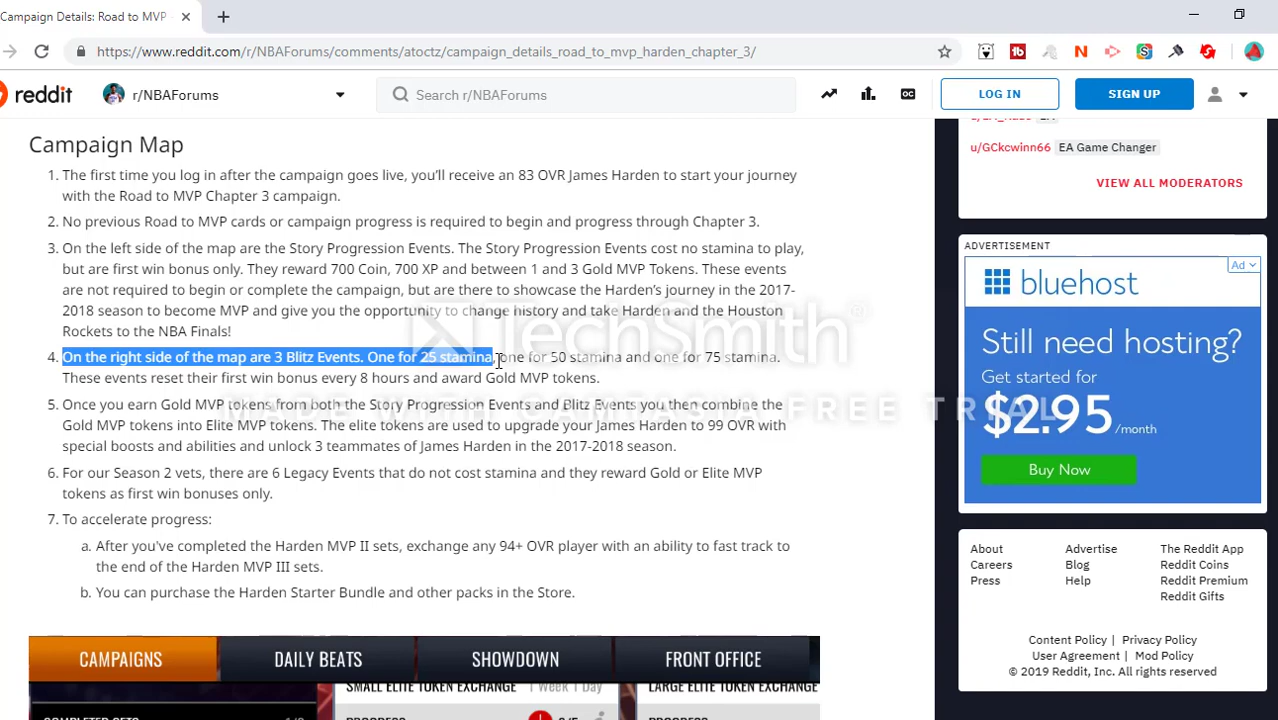 Campaign Details: Road to MVP
https://www.reddit.com/r/NBAForums/comments/atoctz/campaign_details_road_to_mvp_harden_chapter_3/
reddit
r/NBAForums
Search r/NBAForums
LOG IN
SIGN UP
Campaign Map
1. The first time you log in after the campaign goes live, you'll receive an 83 OVR James Harden to start your journey
with the Road to MVP Chapter 3 campaign.
2. No previous Road to MVP cards or campaign progress is required to begin and progress through Chapter 3.
3. On the left side of the map are the Story Progression Events. The Story Progression Events cost no stamina to play,
but are first win bonus only. They reward 700 Coin, 700 XP and between 1 and 3 Gold MVP Tokens. These events
are not required to begin or complete the campaign, but are there to showcase the Harden's journey in the 2017-
2018 season to become MVP and give you the opportunity to change history and take Harden and the Houston
Rockets to the NBA Finals!
4. On the right side of the map are 3 Blitz Events. One for 25 stamina, one for 50 stamina and one for 75 stamina.
These events reset their first win bonus every 8 hours and award Gold MVP tokens.
5. Once you earn Gold MVP tokens from both the Story Progression Events and Blitz Events you then combine the
Gold MVP tokens into Elite MVP tokens. The elite tokens are used to upgrade your James Harden to 99 OVR with
special boosts and abilities and unlock 3 teammates of James Harden in the 2017-2018 season.
6. For our Season 2 vets, there are 6 Legacy Events that do not cost stamina and they reward Gold or Elite MVP
tokens as first win bonuses only.
7. To accelerate progress:
a. After you've completed the Harden MVP II sets, exchange any 94+ OVR player with an ability to fast track to
the end of the Harden MVP III sets.
b. You can purchase the Harden Starter Bundle and other packs in the Store.
CAMPAIGNS
DAILY BEATS
SHOWDOWN
FRONT OFFICE
SMALL ELITE TOKEN EXCHANGE
1 Week 1 Day
LARGE ELITE TOKEN EXCHANGE
TechSmith
MADE WITH CAMTASIA FREE TRIAL
EA
u/GCkcwinn66 EA Game Changer
VIEW ALL MODERATORS
ADVERTISEMENT
Ad
bluehost
Still need hosting?
Get started for
$2.95
/month
Buy Now
About Advertise The Reddit App
Careers Blog Reddit Coins
Press Help Reddit Premium
Reddit Gifts
Content Policy | Privacy Policy
User Agreement | Mod Policy
© 2019 Reddit, Inc. All rights reserved